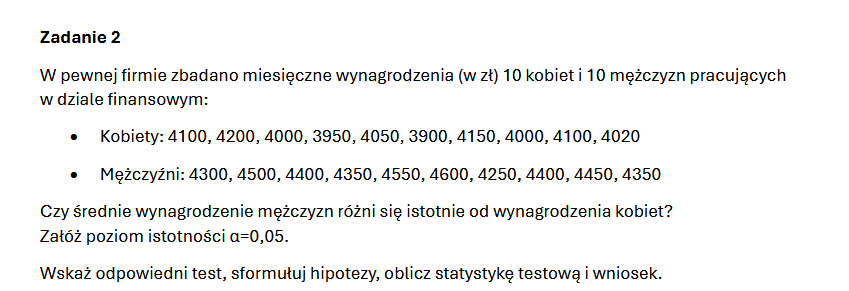 Zadanie 2
W pewnej firmie zbadano miesięczne wynagrodzenia (w zł) 10 kobiet i 10 mężczyzn pracujących
w dziale finansowym:
• Kobiety: 4100, 4200, 4000, 3950, 4050, 3900, 4150, 4000, 4100, 4020
• Mężczyźni: 4300, 4500, 4400, 4350, 4550, 4600, 4250, 4400, 4450, 4350
Czy średnie wynagrodzenie mężczyzn różni się istotnie od wynagrodzenia kobiet?
Załóż poziom istotności α=0,05.
Wskaż odpowiedni test, sformułuj hipotezy, oblicz statystykę testową i wniosek.